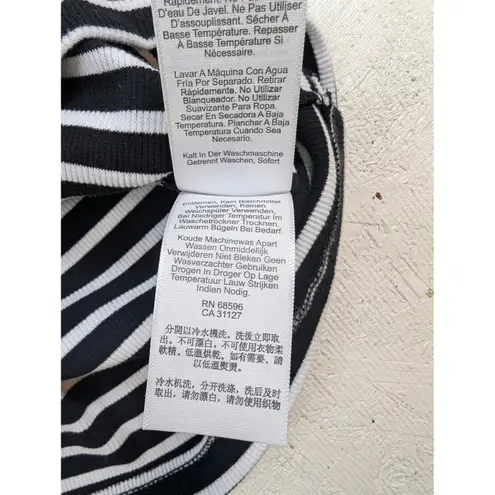 D'eau De Javel. Ne Pas Utiliser
D'assouplissant. Sécher À
Basse Température. Repasser
À Basse Température Si
Nécessaire.
Lavar A Máquina Con Agua
Fría Por Separado. Retirar
Rápidamente. No Utilizar
Blanqueador. No Utilizar
Suavizante Para Ropa.
Secar En Secadora A Baja
Temperatura. Planchar A Baja
Temperatura Cuando Sea
Necesario.
Kalt In Der Waschmaschine
Getrennt Waschen, Sofort
Entfernen, Kein Bleichmittel
Verwenden, Keinen
Weichspüler Verwenden,
Bei Niedriger Temperatur Im
Waschetrockner Trocknen,
Lauwarm Bügeln Bei Bedarf.
Koude Machinewas Apart
Wassen Onmiddellijk
Verwijderen Niet Bleken Geen
Wasverzachter Gebruiken
Drogen in Droger Op Lage
Temperatuur Lauw Strijken
Indien Nodig.
RN 68596
CA 31127
分開以冷水機洗。洗後立即取
出。不可漂白。不可使用衣物柔
軟精。低溫烘乾。如有需要,請
以低溫熨燙。
冷水机洗,分开洗涤,洗后及时
取出,请勿漂白,请勿使用织物